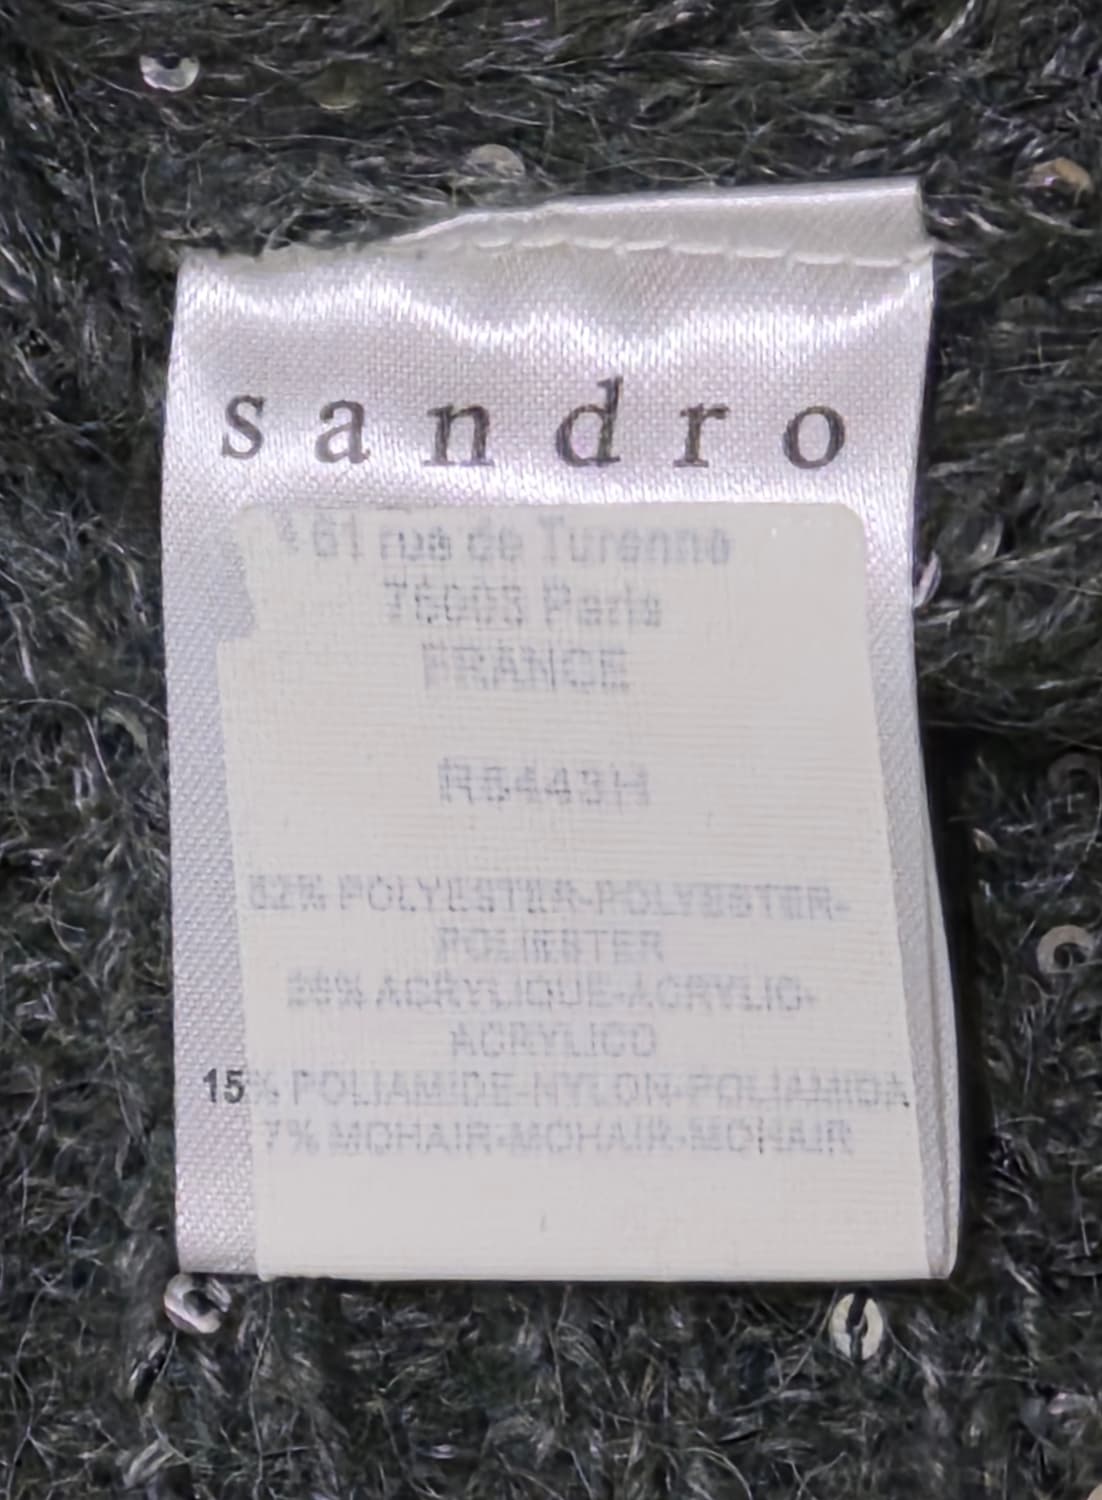 sandro
61 rue de Turenne
75003 Paris
FRANCE
R5443H
52% POLYESTER-POLYESTER-
POLIESTER
26% ACRYLIQUE-ACRYLIC-
ACRYLICO
15% POLIAMIDE-NYLON-POLIAMIDA
7% MOHAIR-MOHAIR-MOHAIR